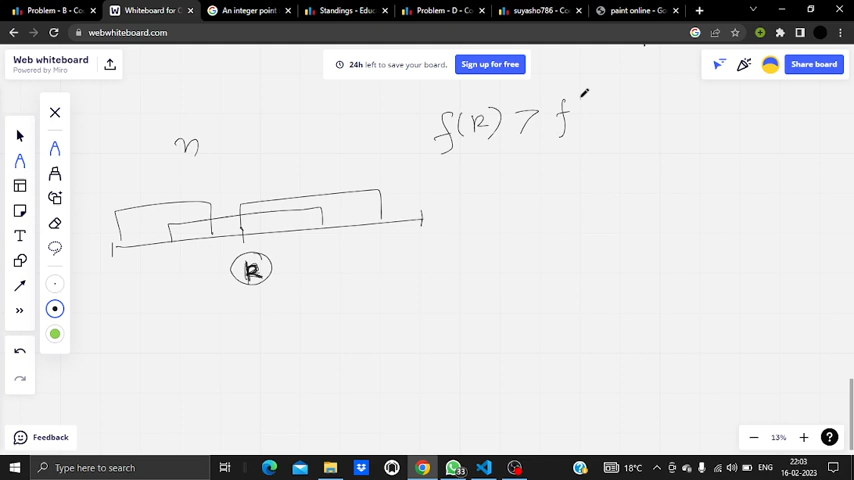 Problem - B - Co
Whiteboard for C
An integer point
Standings - Educ
Problem - D - Co
suyasho786 - Co
paint online - Go
webwhiteboard.com
Web whiteboard
Powered by Miro
24h left to save your board.
Sign up for free
Share board
n
f(k) > f
k
Feedback
13%
Type here to search
33
18°C
ENG
22:03
16-02-2023